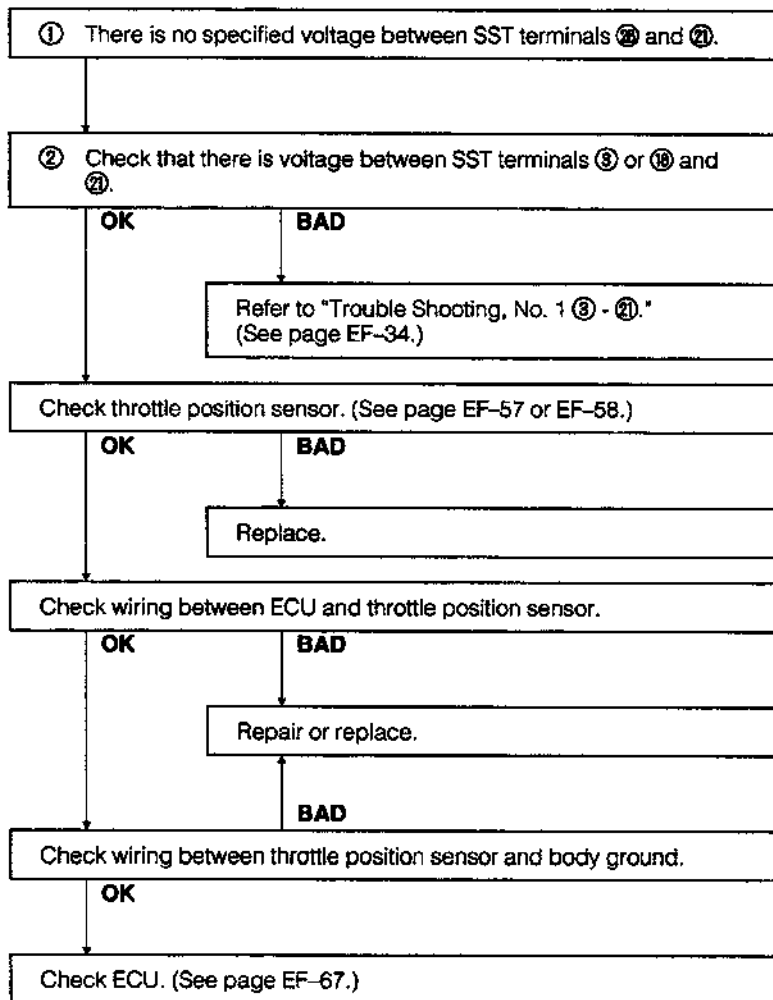 ① There is no specified voltage between SST terminals and ㉑.
② Check that there is voltage between SST terminals ③ or ⑱ and
㉑.
OK BAD
Refer to "Trouble Shooting, No. 1 ③ - ㉑."
(See page EF–34.)
Check throttle position sensor. (See page EF–57 or EF–58.)
OK BAD
Replace.
Check wiring between ECU and throttle position sensor.
OK BAD
Repair or replace.
BAD
Check wiring between throttle position sensor and body ground.
OK
Check ECU. (See page EF–67.)